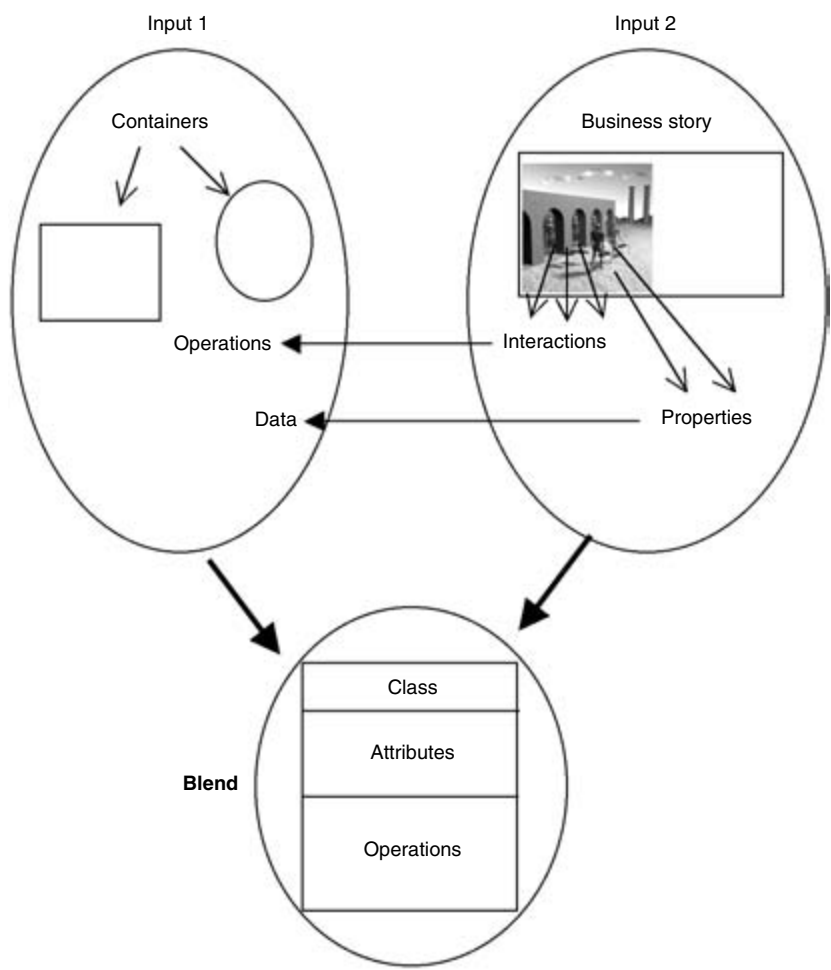 Input 1
Input 2
Containers
Business story
Operations
Interactions
Data
Properties
Class
Attributes
Blend
Operations